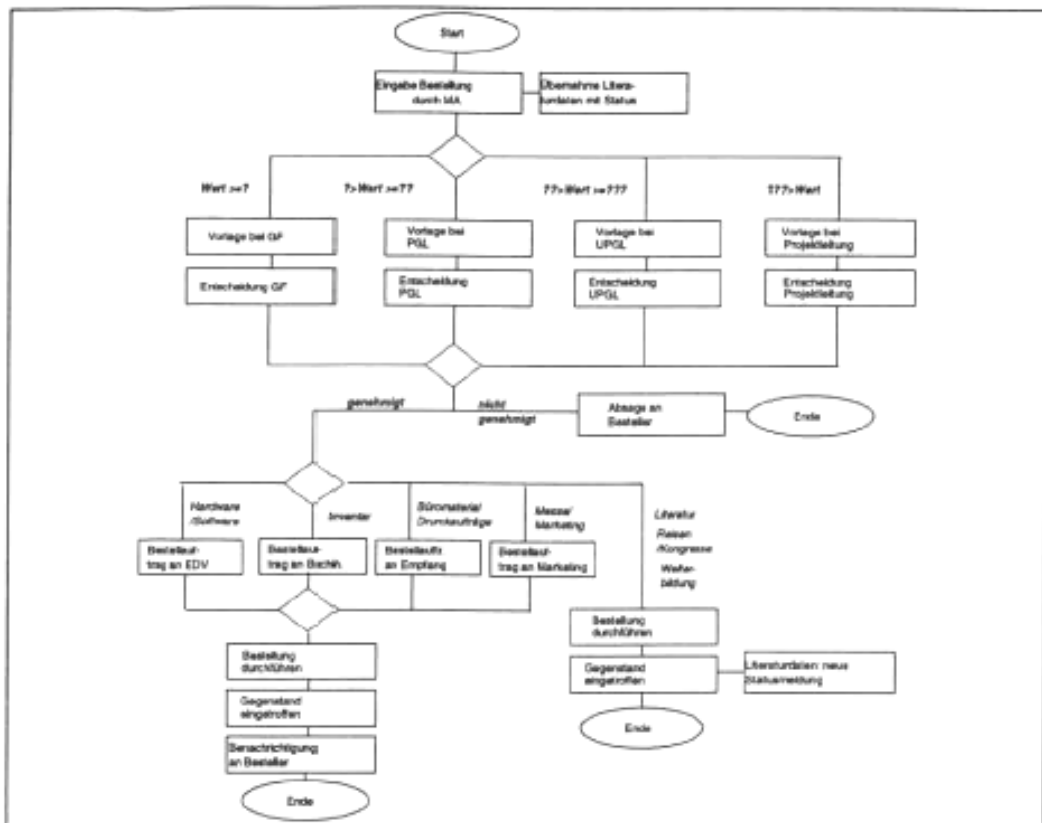 Start
Eingabe Bestellung
durch MA
Übernahme Litera-
turdaten mit Status
Wert >=?
?>Wert >=??
??>Wert >=???
???>Wert
Vorlage bei GF
Vorlage bei
PGL
Vorlage bei
UPGL
Vorlage bei
Projektleitung
Entscheidung GF
Entscheidung
PGL
Entscheidung
UPGL
Entscheidung
Projektleitung
genehmigt
nicht
genehmigt
Absage an
Besteller
Ende
Hardware
/Software
Inventar
Büromaterial
Druckaufträge
Messe/
Marketing
Literatur
Reisen
/Kongresse
Weiter-
bildung
Bestellauf-
trag an EDV
Bestellauf-
trag an Buchh.
Bestellauftr.
an Empfang
Bestellauf-
trag an Marketing
Bestellung
durchführen
Gegenstand
eingetroffen
Literaturdaten: neue
Statusmeldung
Ende
Bestellung
durchführen
Gegenstand
eingetroffen
Benachrichtigung
an Besteller
Ende